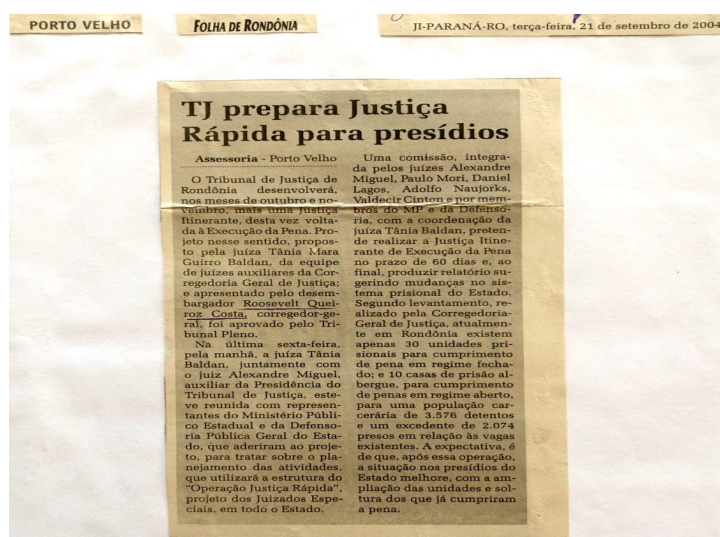 PORTO VELHO
FOLHA DE RONDÔNIA
JI-PARANÁ-RO, terça-feira, 21 de setembro de 2004
TJ prepara Justiça
Rápida para presídios
Assessoria - Porto Velho
O Tribunal de Justiça de
Rondônia desenvolverá,
nos meses de outubro e no-
vembro, mais uma Justiça
Itinerante, desta vez volta-
da à Execução da Pena. Pro-
jeto nesse sentido, propos-
to pela juíza Tânia Mara
Guirro Baldan, da equipe
de juízes auxiliares da Cor-
regedoria Geral de Justiça;
e apresentado pelo desem-
bargador Roosevelt Quei-
roz Costa, corregedor-ge-
ral, foi aprovado pelo Tri-
bunal Pleno.
Na última sexta-feira,
pela manhã, a juíza Tânia
Baldan, juntamente com
o juiz Alexandre Miguel,
auxiliar da Presidência do
Tribunal de Justiça, este-
ve reunida com represen-
tantes do Ministério Públi-
co Estadual e da Defenso-
ria Pública Geral do Esta-
do, que aderiram ao proje-
to, para tratar sobre o pla-
nejamento das atividades,
que utilizará a estrutura do
"Operação Justiça Rápida",
projeto dos Juizados Espe-
ciais, em todo o Estado.
Uma comissão, integra-
da pelos juízes Alexandre
Miguel, Paulo Mori, Daniel
Lagos, Adolfo Naujorks,
Valdecir Cinton e por mem-
bros do MP e da Defenso-
ria, com a coordenação da
juíza Tânia Baldan, preten-
de realizar a Justiça Itine-
rante de Execução da Pena
no prazo de 60 dias e, ao
final, produzir relatório su-
gerindo mudanças no sis-
tema prisional do Estado.
Segundo levantamento, re-
alizado pela Corregedoria-
Geral de Justiça, atualmen-
te em Rondônia existem
apenas 30 unidades pri-
sionais para cumprimento
de pena em regime fecha-
do; e 10 casas de prisão al-
bergue, para cumprimento
de penas em regime aberto,
para uma população car-
cerária de 3.576 detentos
e um excedente de 2.074
presos em relação às vagas
existentes. A expectativa, é
de que, após essa operação,
a situação nos presídios do
Estado melhore, com a am-
pliação das unidades e sol-
tura dos que já cumpriram
a pena.